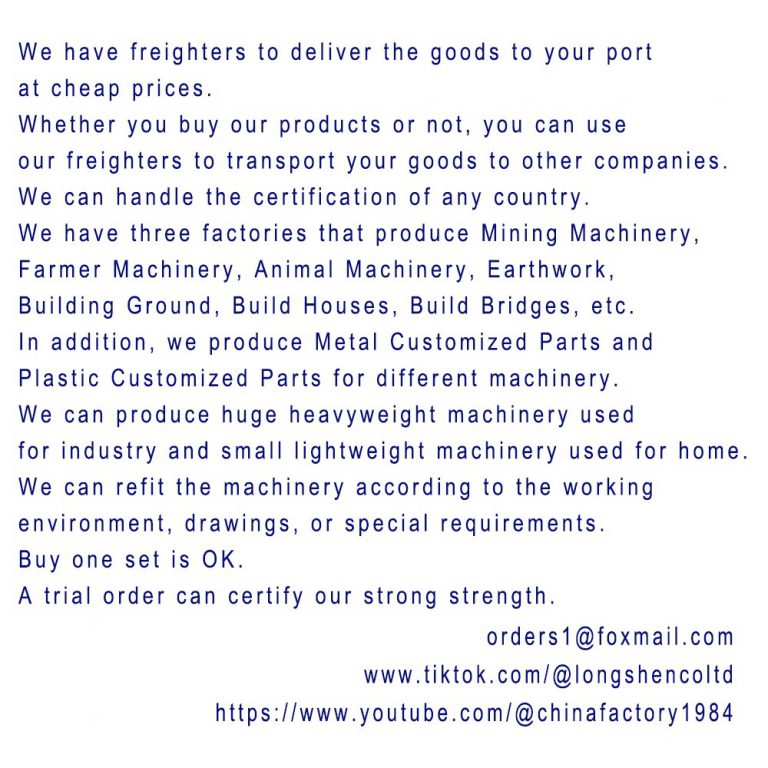 We have freighters to deliver the goods to your port
at cheap prices.
Whether you buy our products or not, you can use
our freighters to transport your goods to other companies.
We can handle the certification of any country.
We have three factories that produce Mining Machinery,
Farmer Machinery, Animal Machinery, Earthwork,
Building Ground, Build Houses, Build Bridges, etc.
In addition, we produce Metal Customized Parts and
Plastic Customized Parts for different machinery.
We can produce huge heavyweight machinery used
for industry and small lightweight machinery used for home.
We can refit the machinery according to the working
environment, drawings, or special requirements.
Buy one set is OK.
A trial order can certify our strong strength.
orders1@foxmail.com
www.tiktok.com/@longshencoltd
https://www.youtube.com/@chinafactory1984